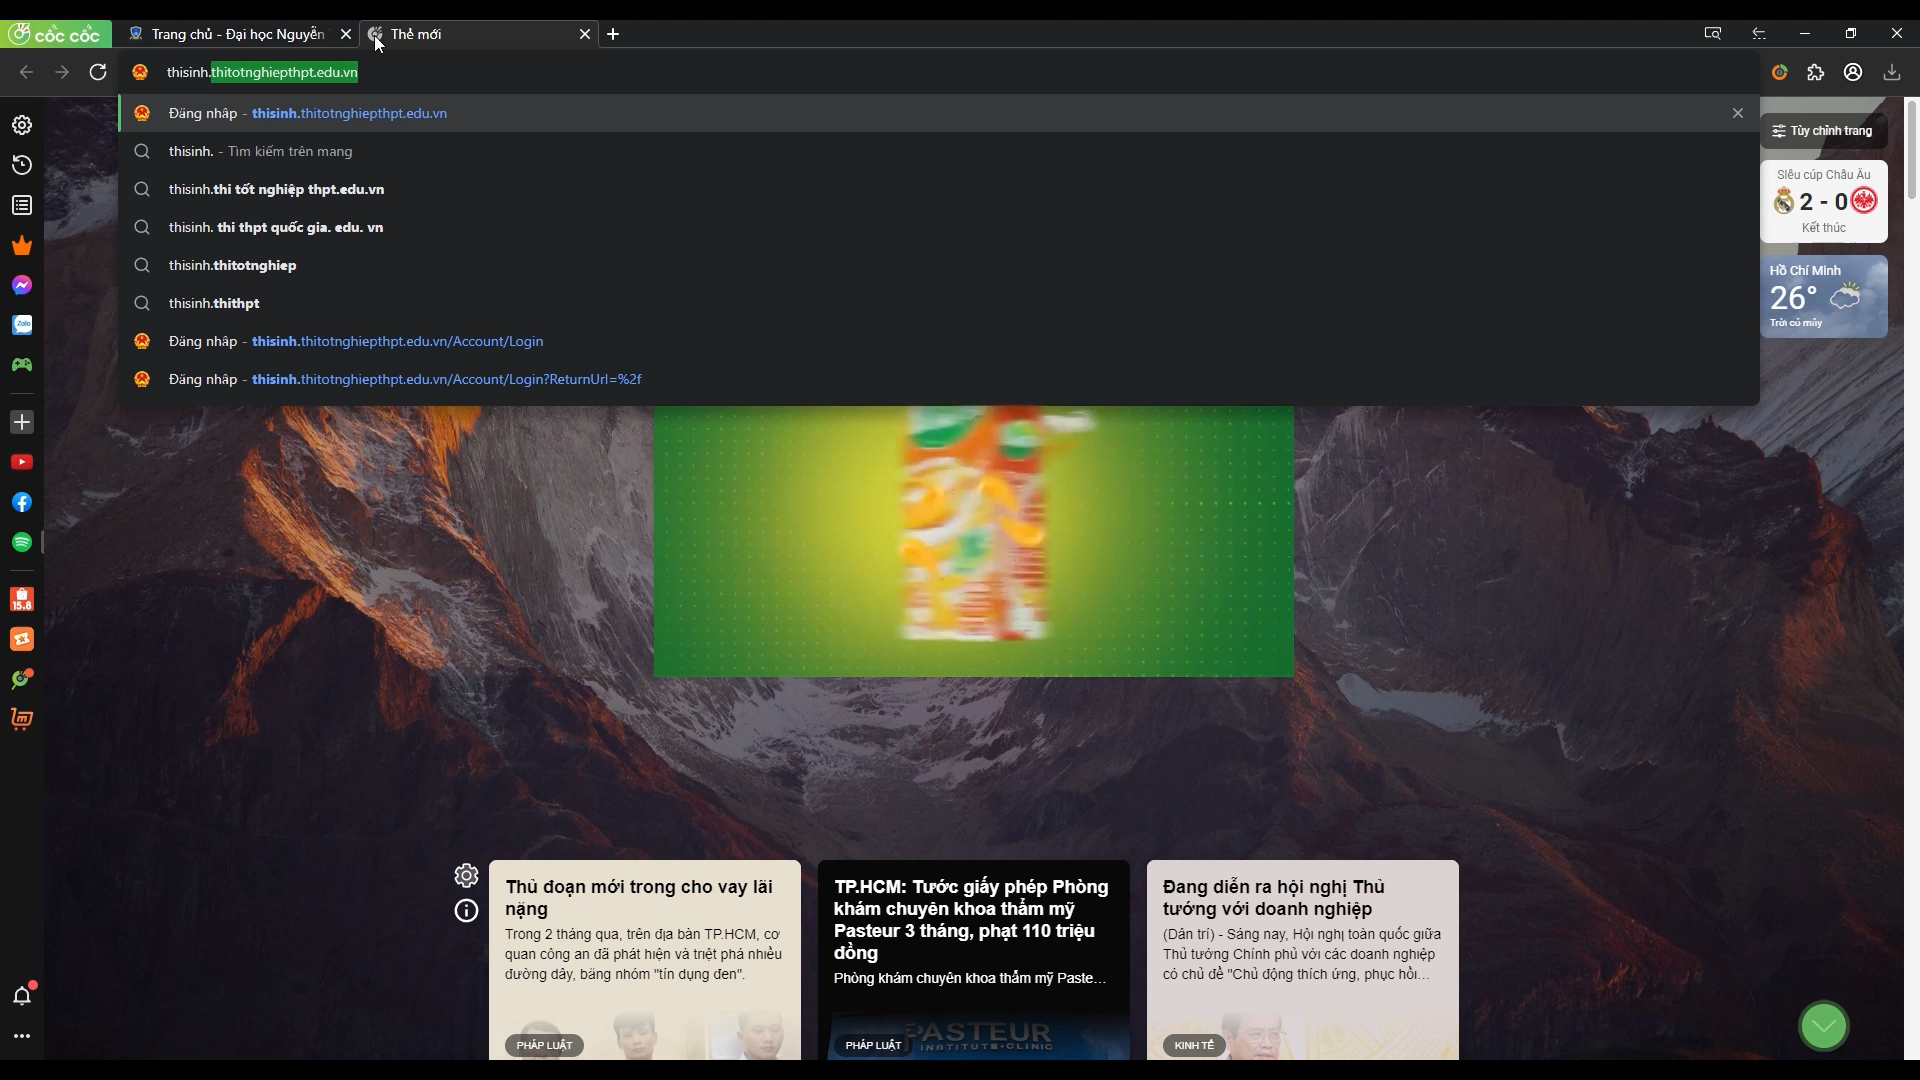 cốc cốc
Trang chủ - Đại học Nguyễn
Thẻ mới
thisinh.thitotnghiepthpt.edu.vn
Đăng nhập - thisinh.thitotnghiepthpt.edu.vn
thisinh. - Tìm kiếm trên mạng
thisinh.thi tốt nghiệp thpt.edu.vn
thisinh. thi thpt quốc gia. edu. vn
thisinh.thitotnghiep
thisinh.thithpt
Đăng nhập - thisinh.thitotnghiepthpt.edu.vn/Account/Login
Đăng nhập - thisinh.thitotnghiepthpt.edu.vn/Account/Login?ReturnUrl=%2f
Tùy chỉnh trang
Siêu cúp Châu Âu
2 - 0
Kết thúc
Hồ Chí Minh
26°
Trời có mây
Zalo
15.8
Thủ đoạn mới trong cho vay lãi
nặng
Trong 2 tháng qua, trên địa bàn TP.HCM, cơ
quan công an đã phát hiện và triệt phá nhiều
đường dây, băng nhóm "tín dụng đen".
PHÁP LUẬT
TP.HCM: Tước giấy phép Phòng
khám chuyên khoa thẩm mỹ
Pasteur 3 tháng, phạt 110 triệu
đồng
Phòng khám chuyên khoa thẩm mỹ Paste...
PASTEUR
INSTITUTE•CLINIC
PHÁP LUẬT
Đang diễn ra hội nghị Thủ
tướng với doanh nghiệp
(Dân trí) - Sáng nay, Hội nghị toàn quốc giữa
Thủ tướng Chính phủ với các doanh nghiệp
có chủ đề "Chủ động thích ứng, phục hồi...
KINH TẾ